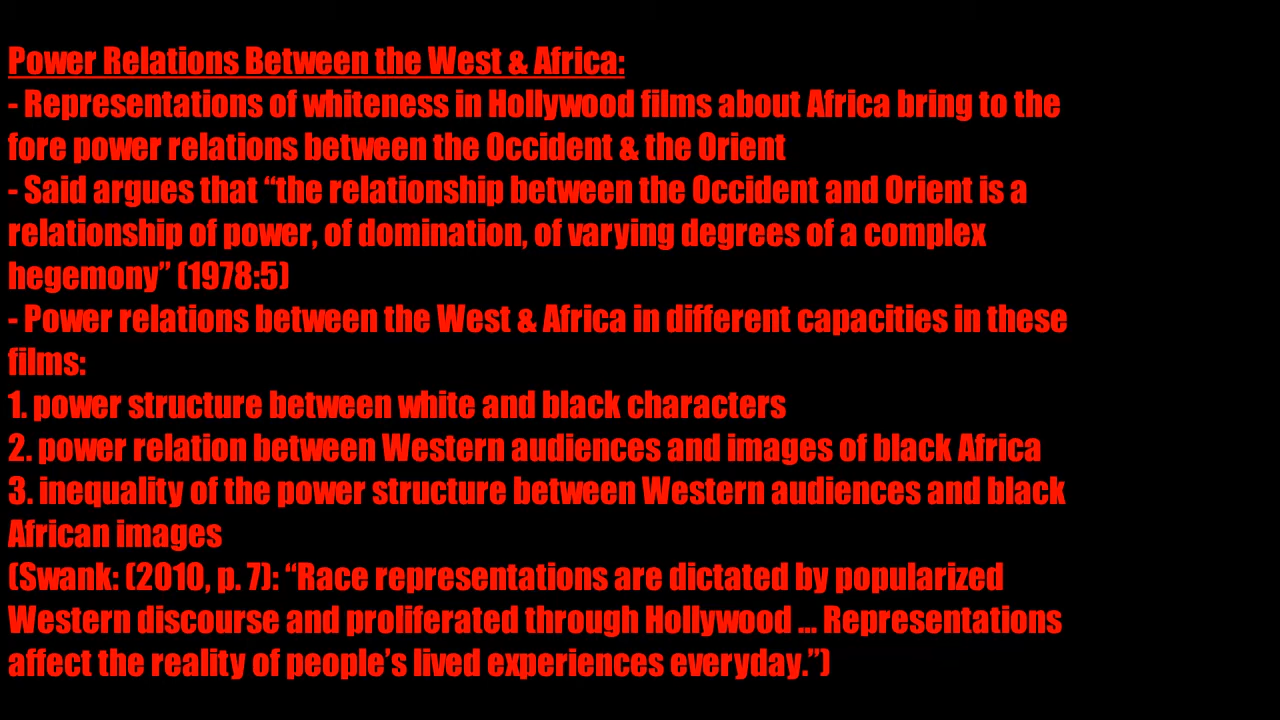 Power Relations Between the West & Africa:
- Representations of whiteness in Hollywood films about Africa bring to the
fore power relations between the Occident & the Orient
- Said argues that “the relationship between the Occident and Orient is a
relationship of power, of domination, of varying degrees of a complex
hegemony” (1978:5)
- Power relations between the West & Africa in different capacities in these
films:
1. power structure between white and black characters
2. power relation between Western audiences and images of black Africa
3. inequality of the power structure between Western audiences and black
African images
(Swank: (2010, p. 7): “Race representations are dictated by popularized
Western discourse and proliferated through Hollywood ... Representations
affect the reality of people’s lived experiences everyday.”)